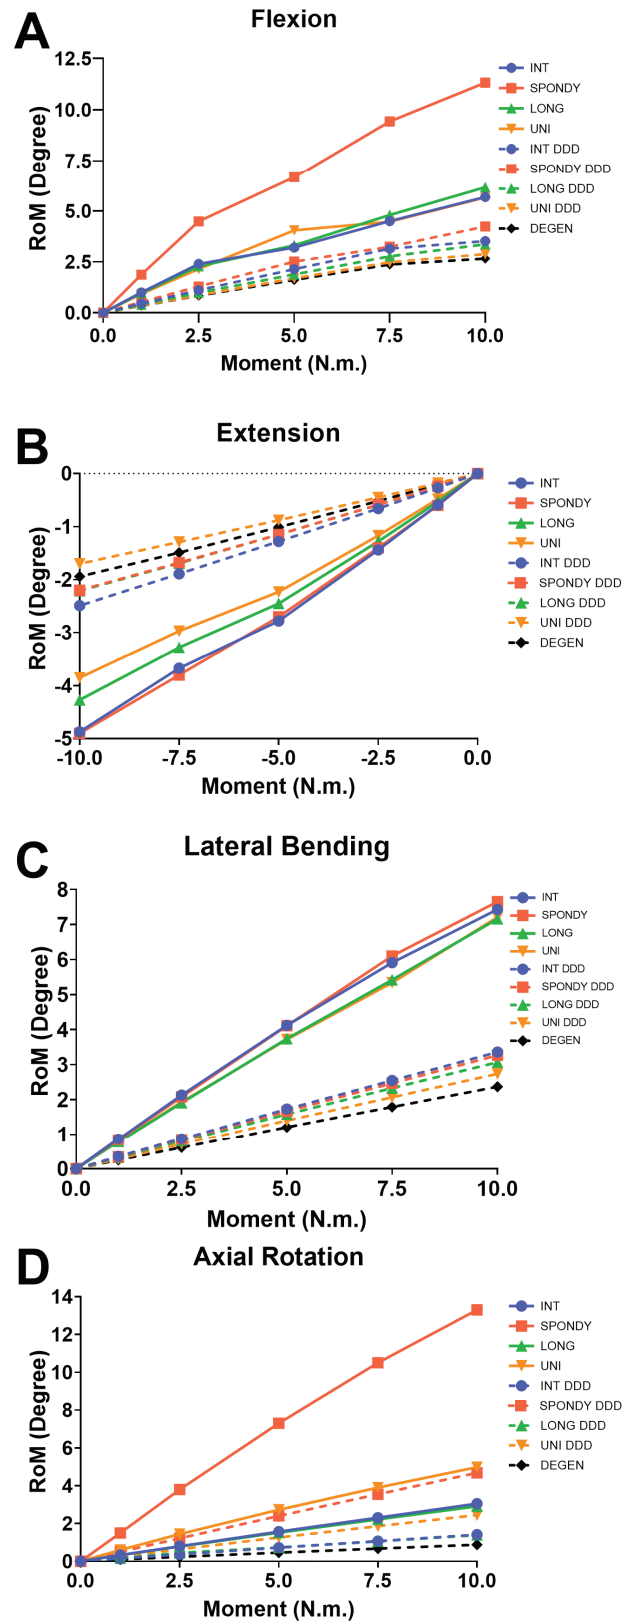 A
Flexion
RoM (Degree)
12.5
10.0
7.5
5.0
2.5
0.0
0.0 2.5 5.0 7.5 10.0
Moment (N.m.)
INT
SPONDY
LONG
UNI
INT DDD
SPONDY DDD
LONG DDD
UNI DDD
DEGEN
B
Extension
RoM (Degree)
0
-1
-2
-3
-4
-5
-10.0 -7.5 -5.0 -2.5 0.0
Moment (N.m.)
INT
SPONDY
LONG
UNI
INT DDD
SPONDY DDD
LONG DDD
UNI DDD
DEGEN
C
Lateral Bending
RoM (Degree)
8
7
6
5
4
3
2
1
0
0.0 2.5 5.0 7.5 10.0
Moment (N.m.)
INT
SPONDY
LONG
UNI
INT DDD
SPONDY DDD
LONG DDD
UNI DDD
DEGEN
D
Axial Rotation
RoM (Degree)
14
12
10
8
6
4
2
0
0.0 2.5 5.0 7.5 10.0
Moment (N.m.)
INT
SPONDY
LONG
UNI
INT DDD
SPONDY DDD
LONG DDD
UNI DDD
DEGEN